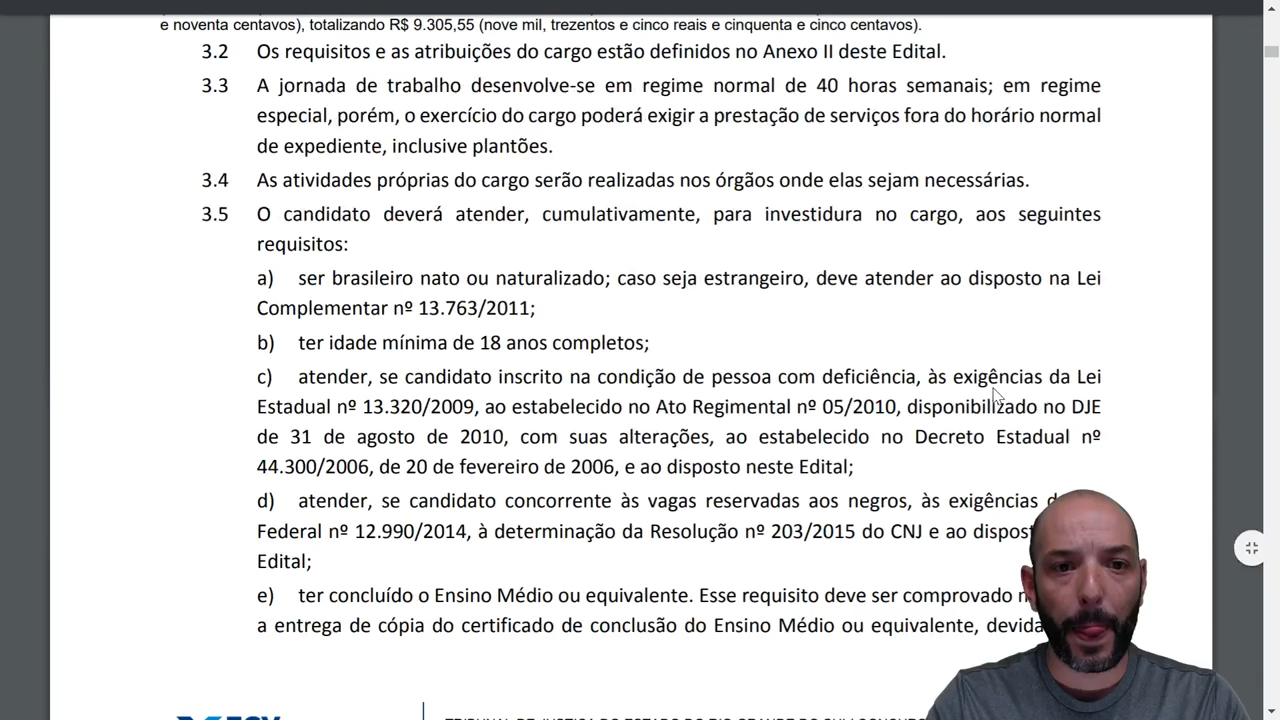 e noventa centavos), totalizando R$ 9.305,55 (nove mil, trezentos e cinco reais e cinquenta e cinco centavos).
3.2 Os requisitos e as atribuições do cargo estão definidos no Anexo II deste Edital.
3.3 A jornada de trabalho desenvolve-se em regime normal de 40 horas semanais; em regime
especial, porém, o exercício do cargo poderá exigir a prestação de serviços fora do horário normal
de expediente, inclusive plantões.
3.4 As atividades próprias do cargo serão realizadas nos órgãos onde elas sejam necessárias.
3.5 O candidato deverá atender, cumulativamente, para investidura no cargo, aos seguintes
requisitos:
a) ser brasileiro nato ou naturalizado; caso seja estrangeiro, deve atender ao disposto na Lei
Complementar nº 13.763/2011;
b) ter idade mínima de 18 anos completos;
c) atender, se candidato inscrito na condição de pessoa com deficiência, às exigências da Lei
Estadual nº 13.320/2009, ao estabelecido no Ato Regimental nº 05/2010, disponibilizado no DJE
de 31 de agosto de 2010, com suas alterações, ao estabelecido no Decreto Estadual nº
44.300/2006, de 20 de fevereiro de 2006, e ao disposto neste Edital;
d) atender, se candidato concorrente às vagas reservadas aos negros, às exigências
Federal nº 12.990/2014, à determinação da Resolução nº 203/2015 do CNJ e ao
Edital;
e) ter concluído o Ensino Médio ou equivalente. Esse requisito deve ser comprovado
a entrega de cópia do certificado de conclusão do Ensino Médio ou equivalente,
FGV
TRIBUNAL DE JUSTIÇA DO ESTADO DO RIO GRANDE DO SUL